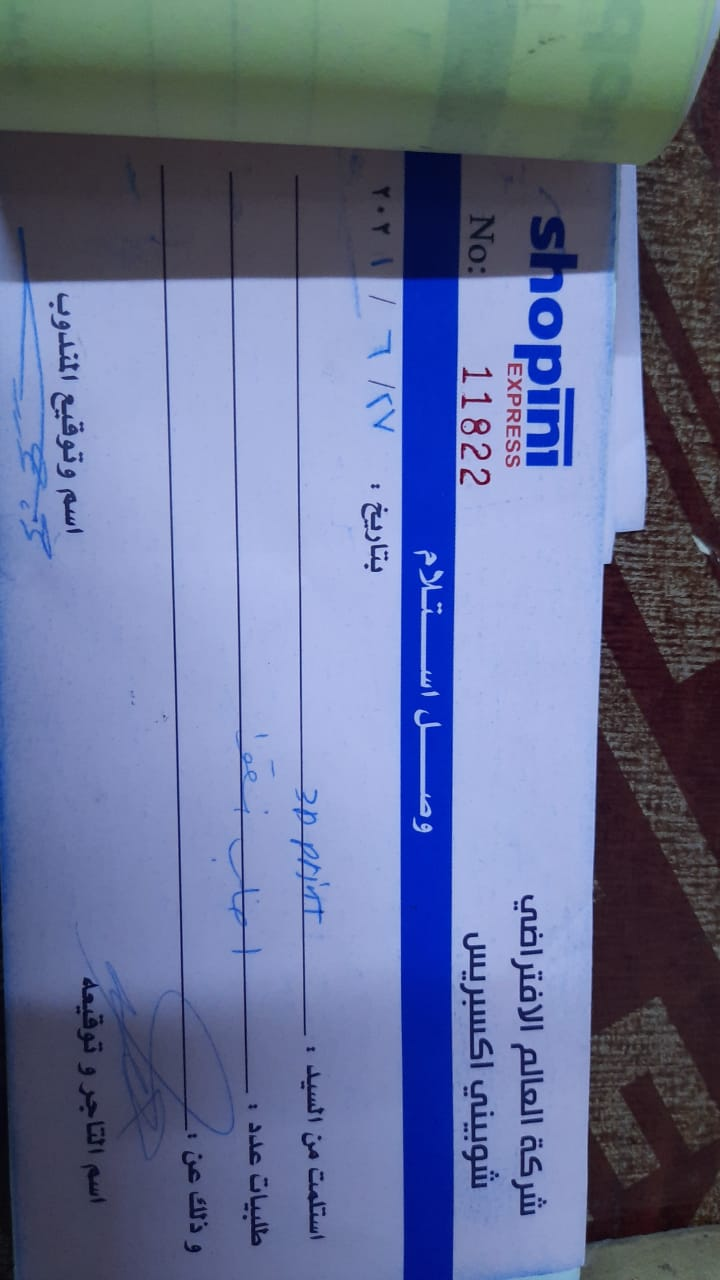 shopini
EXPRESS
شركة العالم الافتراضي
شوبيني اكسبريس
No: 11822
وصل استلام
بتاريخ : ٢٧/ ٦ / ٢٠٢١
استلمت من السيد : 3D print
طلبيات عدد :
و ذلك عن :
اسم التاجر و توقيعه
اسم وتوقيع المندوب